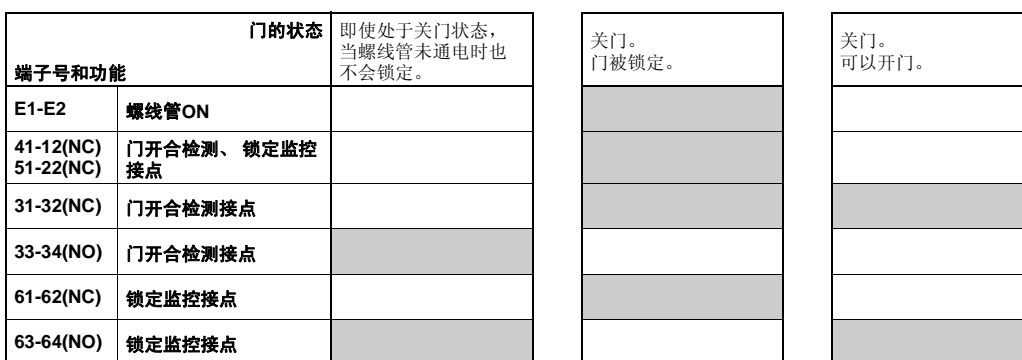 门的状态
端子号和功能
即使处于关门状态，
当螺线管未通电时也
不会锁定。
关门。
门被锁定。
关门。
可以开门。
E1-E2 螺线管ON
41-12(NC) 门开合检测、 锁定监控
51-22(NC) 接点
31-32(NC) 门开合检测接点
33-34(NO) 门开合检测接点
61-62(NC) 锁定监控接点
63-64(NO) 锁定监控接点